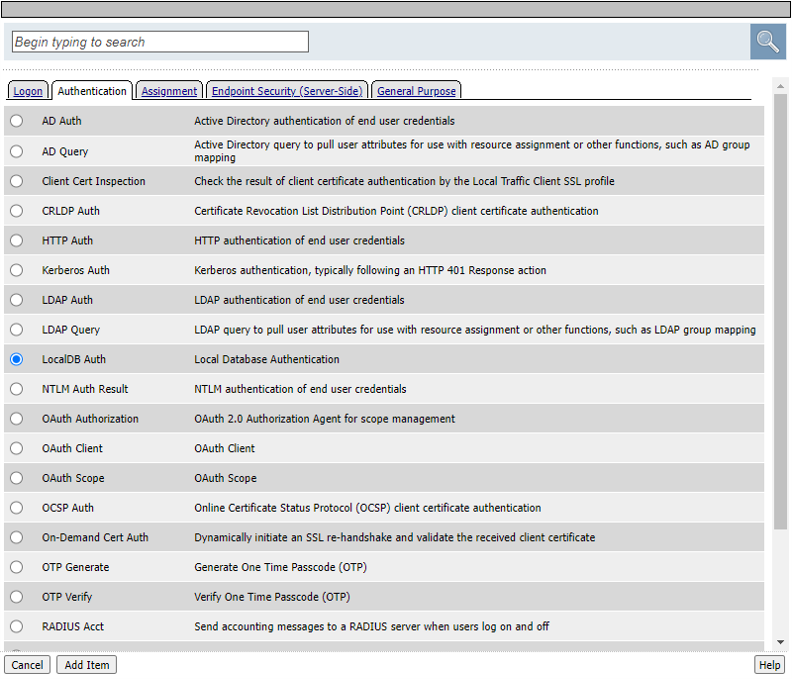 Begin typing to search
Logon Authentication Assignment Endpoint Security (Server-Side) General Purpose
AD Auth Active Directory authentication of end user credentials
AD Query Active Directory query to pull user attributes for use with resource assignment or other functions, such as AD group
mapping
Client Cert Inspection Check the result of client certificate authentication by the Local Traffic Client SSL profile
CRLDP Auth Certificate Revocation List Distribution Point (CRLDP) client certificate authentication
HTTP Auth HTTP authentication of end user credentials
Kerberos Auth Kerberos authentication, typically following an HTTP 401 Response action
LDAP Auth LDAP authentication of end user credentials
LDAP Query LDAP query to pull user attributes for use with resource assignment or other functions, such as LDAP group mapping
LocalDB Auth Local Database Authentication
NTLM Auth Result NTLM authentication of end user credentials
OAuth Authorization OAuth 2.0 Authorization Agent for scope management
OAuth Client OAuth Client
OAuth Scope OAuth Scope
OCSP Auth Online Certificate Status Protocol (OCSP) client certificate authentication
On-Demand Cert Auth Dynamically initiate an SSL re-handshake and validate the received client certificate
OTP Generate Generate One Time Passcode (OTP)
OTP Verify Verify One Time Passcode (OTP)
RADIUS Acct Send accounting messages to a RADIUS server when users log on and off
Cancel Add Item Help